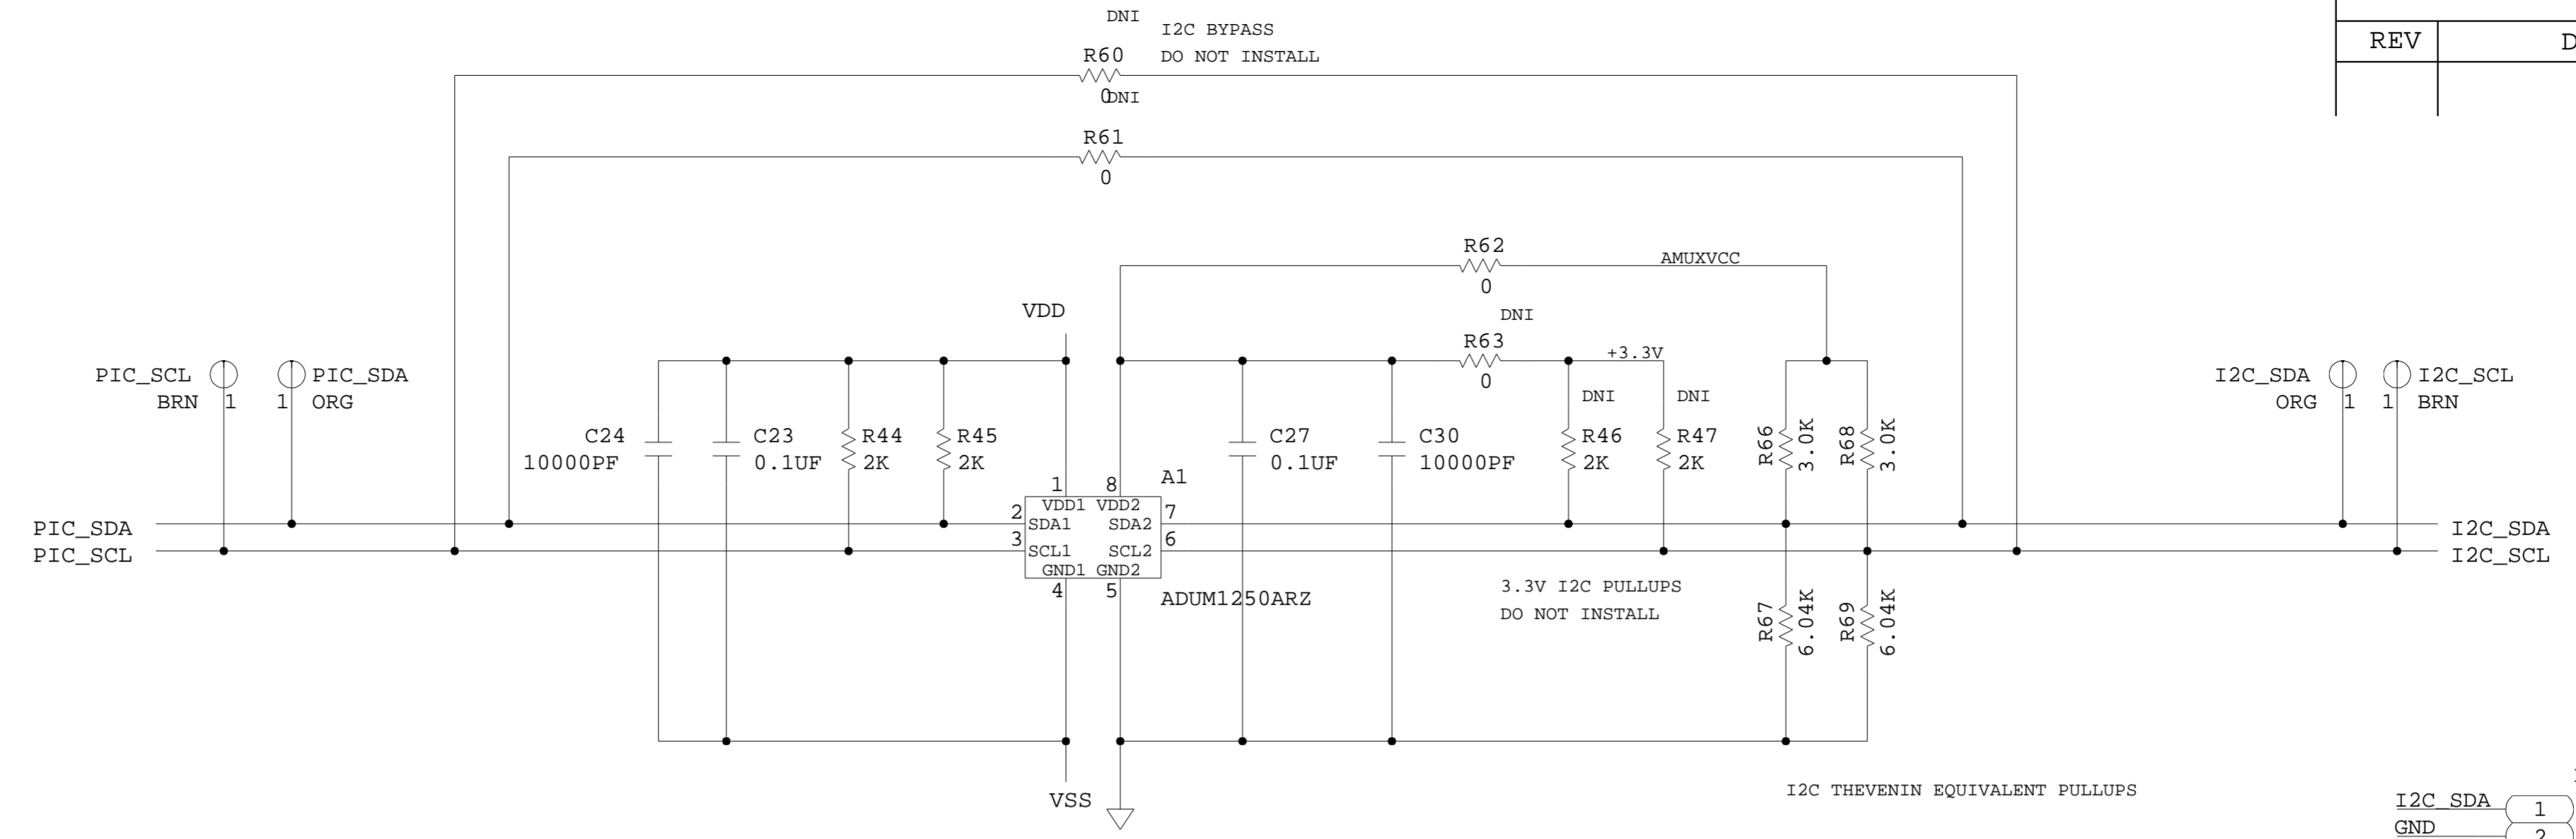 DNI
I2C BYPASS
DO NOT INSTALL
R60
0
DNI
R61
0
REV
D
R62
0
AMUXVCC
VDD
DNI
R63
0
+3.3V
PIC_SCL
BRN 1
PIC_SDA
1 ORG
I2C_SDA
ORG 1
I2C_SCL
1 BRN
DNI
DNI
C24
10000PF
C23
0.1UF
R44
2K
R45
2K
C27
0.1UF
C30
10000PF
R46
2K
R47
2K
R66
3.0K
R68
3.0K
A1
1 8
VDD1 VDD2
2 SDA1 SDA2 7
3 SCL1 SCL2 6
GND1 GND2
4 5
ADUM1250ARZ
PIC_SDA
PIC_SCL
I2C_SDA
I2C_SCL
3.3V I2C PULLUPS
DO NOT INSTALL
R67
6.04K
R69
6.04K
VSS
I2C THEVENIN EQUIVALENT PULLUPS
I2C_SDA 1
GND 2